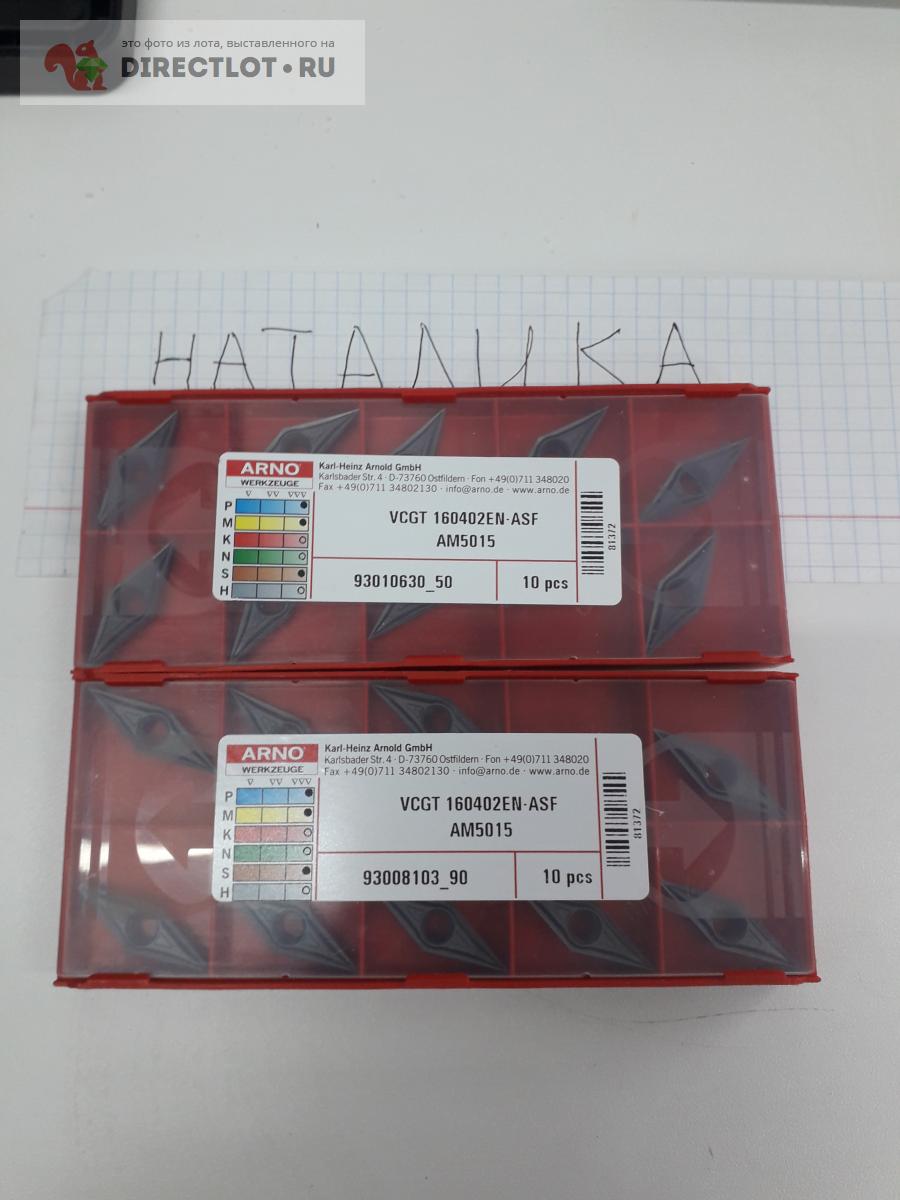 это фото из лота, выставленного на
DIRECTLOT•RU
НАТАЛИКА
ARNO
WERKZEUGE
Karl-Heinz Arnold GmbH
Karlsbader Str. 4 · D-73760 Ostfildern · Fon +49(0)711 348020
Fax +49(0)711 34802130 · info@arno.de · www.arno.de
P
M
K
N
S
H
VCGT 160402EN-ASF
AM5015
93010630_50
10 pcs
81372
ARNO
WERKZEUGE
Karl-Heinz Arnold GmbH
Karlsbader Str. 4 · D-73760 Ostfildern · Fon +49(0)711 348020
Fax +49(0)711 34802130 · info@arno.de · www.arno.de
P
M
K
N
S
H
VCGT 160402EN-ASF
AM5015
93008103_90
10 pcs
81372